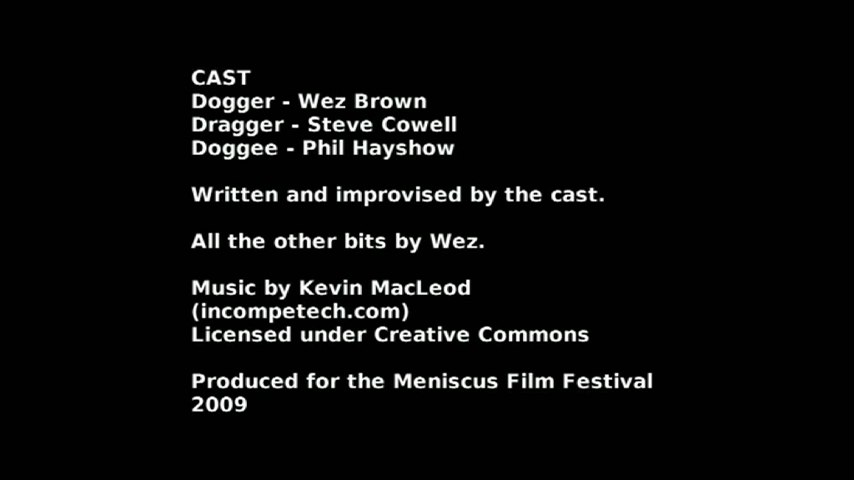 CAST
Dogger - Wez Brown
Dragger - Steve Cowell
Doggee - Phil Hayshow
Written and improvised by the cast.
All the other bits by Wez.
Music by Kevin MacLeod
(incompetech.com)
Licensed under Creative Commons
Produced for the Meniscus Film Festival
2009